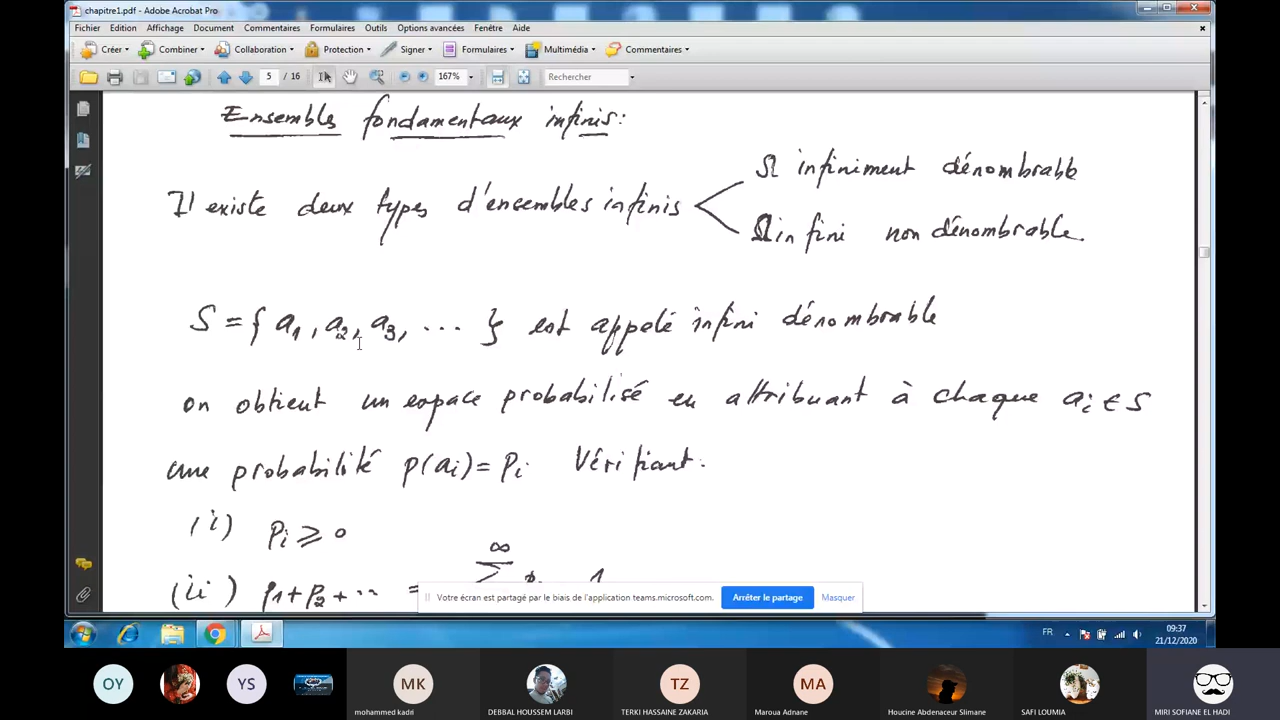 chapitre1.pdf - Adobe Acrobat Pro
Fichier Edition Affichage Document Commentaires Formulaires Outils Options avancées Fenêtre Aide
Créer Combiner Collaboration Protection Signer Formulaires Multimédia Commentaires
5 / 16 167% Rechercher
Ensembles fondamentaux infinis:
Il existe deux types d'ensembles infinis
Ω infiniment dénombrable
Ω infini non dénombrable.
S = { a1, a2, a3, ... } est appelé infini dénombrable
on obtient un espace probabilisé en attribuant à chaque ai ∈ S
une probabilité p(ai) = pi Vérifiant:
(i) pi ≥ 0
(ii) p1 + p2 + ... = ∞ ∑ 1
Votre écran est partagé par le biais de l'application teams.microsoft.com. Arrêter le partage Masquer
FR 09:37
21/12/2020
OY YS MK TZ MA
mohammed kadri DEBBAL HOUSSEM LARBI TERKI HASSAINE ZAKARIA Maroua Adnane Houcine Abdenaceur Slimane SAFI LOUMIA MIRI SOFIANE EL HADI